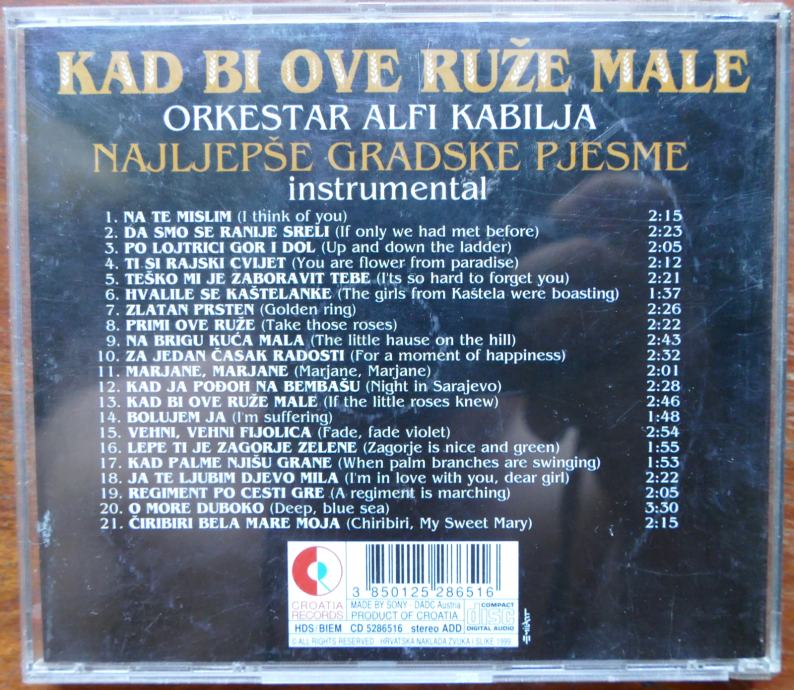 KAD BI OVE RUŽE MALE
ORKESTAR ALFI KABILJA
NAJLJEPŠE GRADSKE PJESME
instrumental
1. NA TE MISLIM (I think of you) 2:15
2. DA SMO SE RANIJE SRELI (If only we had met before) 2:23
3. PO LOJTRICI GOR I DOL (Up and down the ladder) 2:05
4. TI SI RAJSKI CVIJET (You are flower from paradise) 2:12
5. TEŠKO MI JE ZABORAVIT TEBE (I'ts so hard to forget you) 2:21
6. HVALILE SE KAŠTELANKE (The girls from Kaštela were boasting) 1:37
7. ZLATAN PRSTEN (Golden ring) 2:26
8. PRIMI OVE RUŽE (Take those roses) 2:22
9. NA BRIGU KUĆA MALA (The little hause on the hill) 2:43
10. ZA JEDAN ČASAK RADOSTI (For a moment of happiness) 2:32
11. MARJANE, MARJANE (Marjane, Marjane) 2:01
12. KAD JA POĐOH NA BEMBAŠU (Night in Sarajevo) 2:28
13. KAD BI OVE RUŽE MALE (If the little roses knew) 2:46
14. BOLUJEM JA (I'm suffering) 1:48
15. VEHNI, VEHNI FIJOLICA (Fade, fade violet) 2:54
16. LEPE TI JE ZAGORJE ZELENE (Zagorje is nice and green) 1:55
17. KAD PALME NJIŠU GRANE (When palm branches are swinging) 1:53
18. JA TE LJUBIM DJEVO MILA (I'm in love with you, dear girl) 2:22
19. REGIMENT PO CESTI GRE (A regiment is marching) 2:05
20. O MORE DUBOKO (Deep, blue sea) 3:30
21. ČIRIBIRI BELA MARE MOJA (Chiribiri, My Sweet Mary) 2:15
3 850125 286516
CROATIA RECORDS
MADE BY SONY - DADC Austria
PRODUCT OF CROATIA
COMPACT
disc
DIGITAL AUDIO
HDS/BIEM CD 5286516 stereo ADD
© ALL RIGHTS RESERVED HRVATSKA NAKLADA ZVUKA I SLIKE 1999